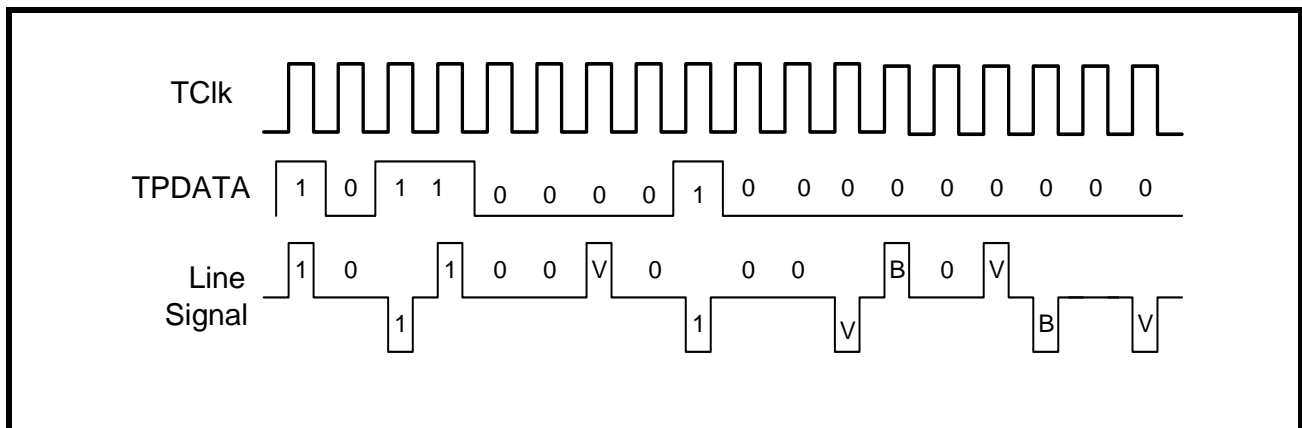 TClk
TPDATA 1 0 1 1 0 0 0 0 1 0 0 0 0 0 0 0 0 0
Line Signal
1 0 1 0 0 V 0 0 0 B 0 V
1 1 V B V